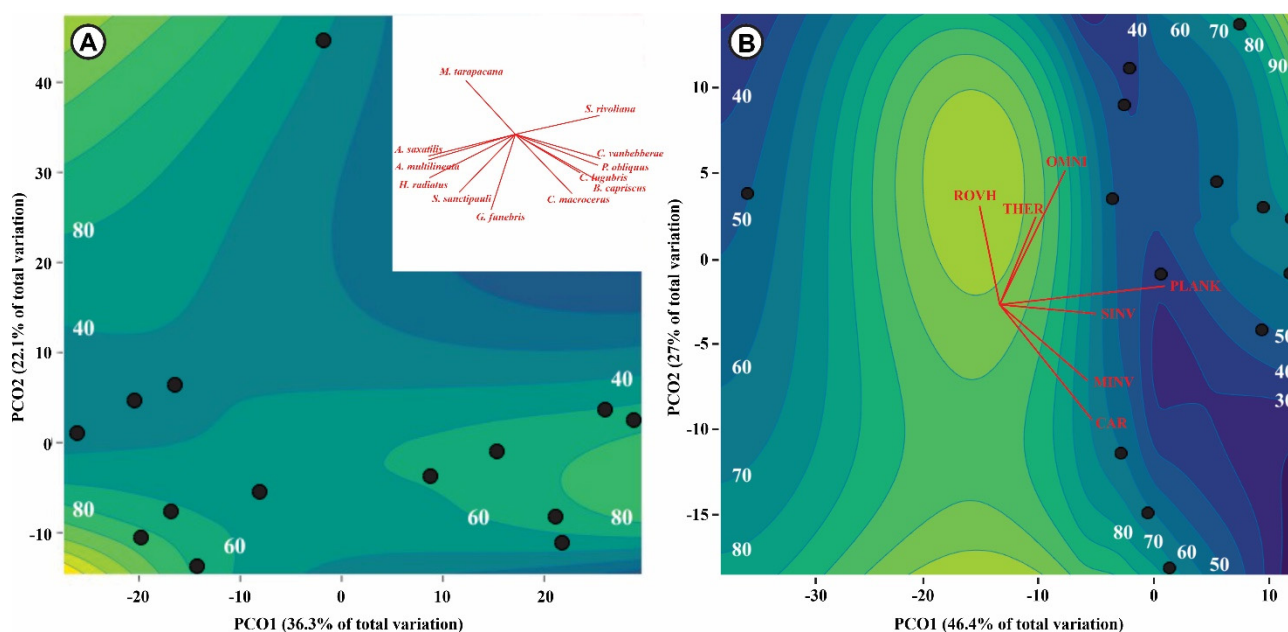 A
M. tarapacana
S. rivoliana
A. saxatilis
C. vanhebberae
A. multilineata
P. obliquus
C. lugubris
H. radiatus
B. capriscus
S. sanctipauli
C. macrocerus
G. funebris
80
40
40
80
60
60
80
40
30
20
10
0
-10
-20
-10
0
10
20
PCO2 (22.1% of total variation)
PCO1 (36.3% of total variation)
B
40
60
70
80
90
40
50
60
70
80
OMNI
ROVH
THER
PLANK
SINV
MINV
CAR
50
40
30
80
70
60
50
10
5
0
-5
-10
-15
-30
-20
-10
0
10
PCO2 (27% of total variation)
PCO1 (46.4% of total variation)